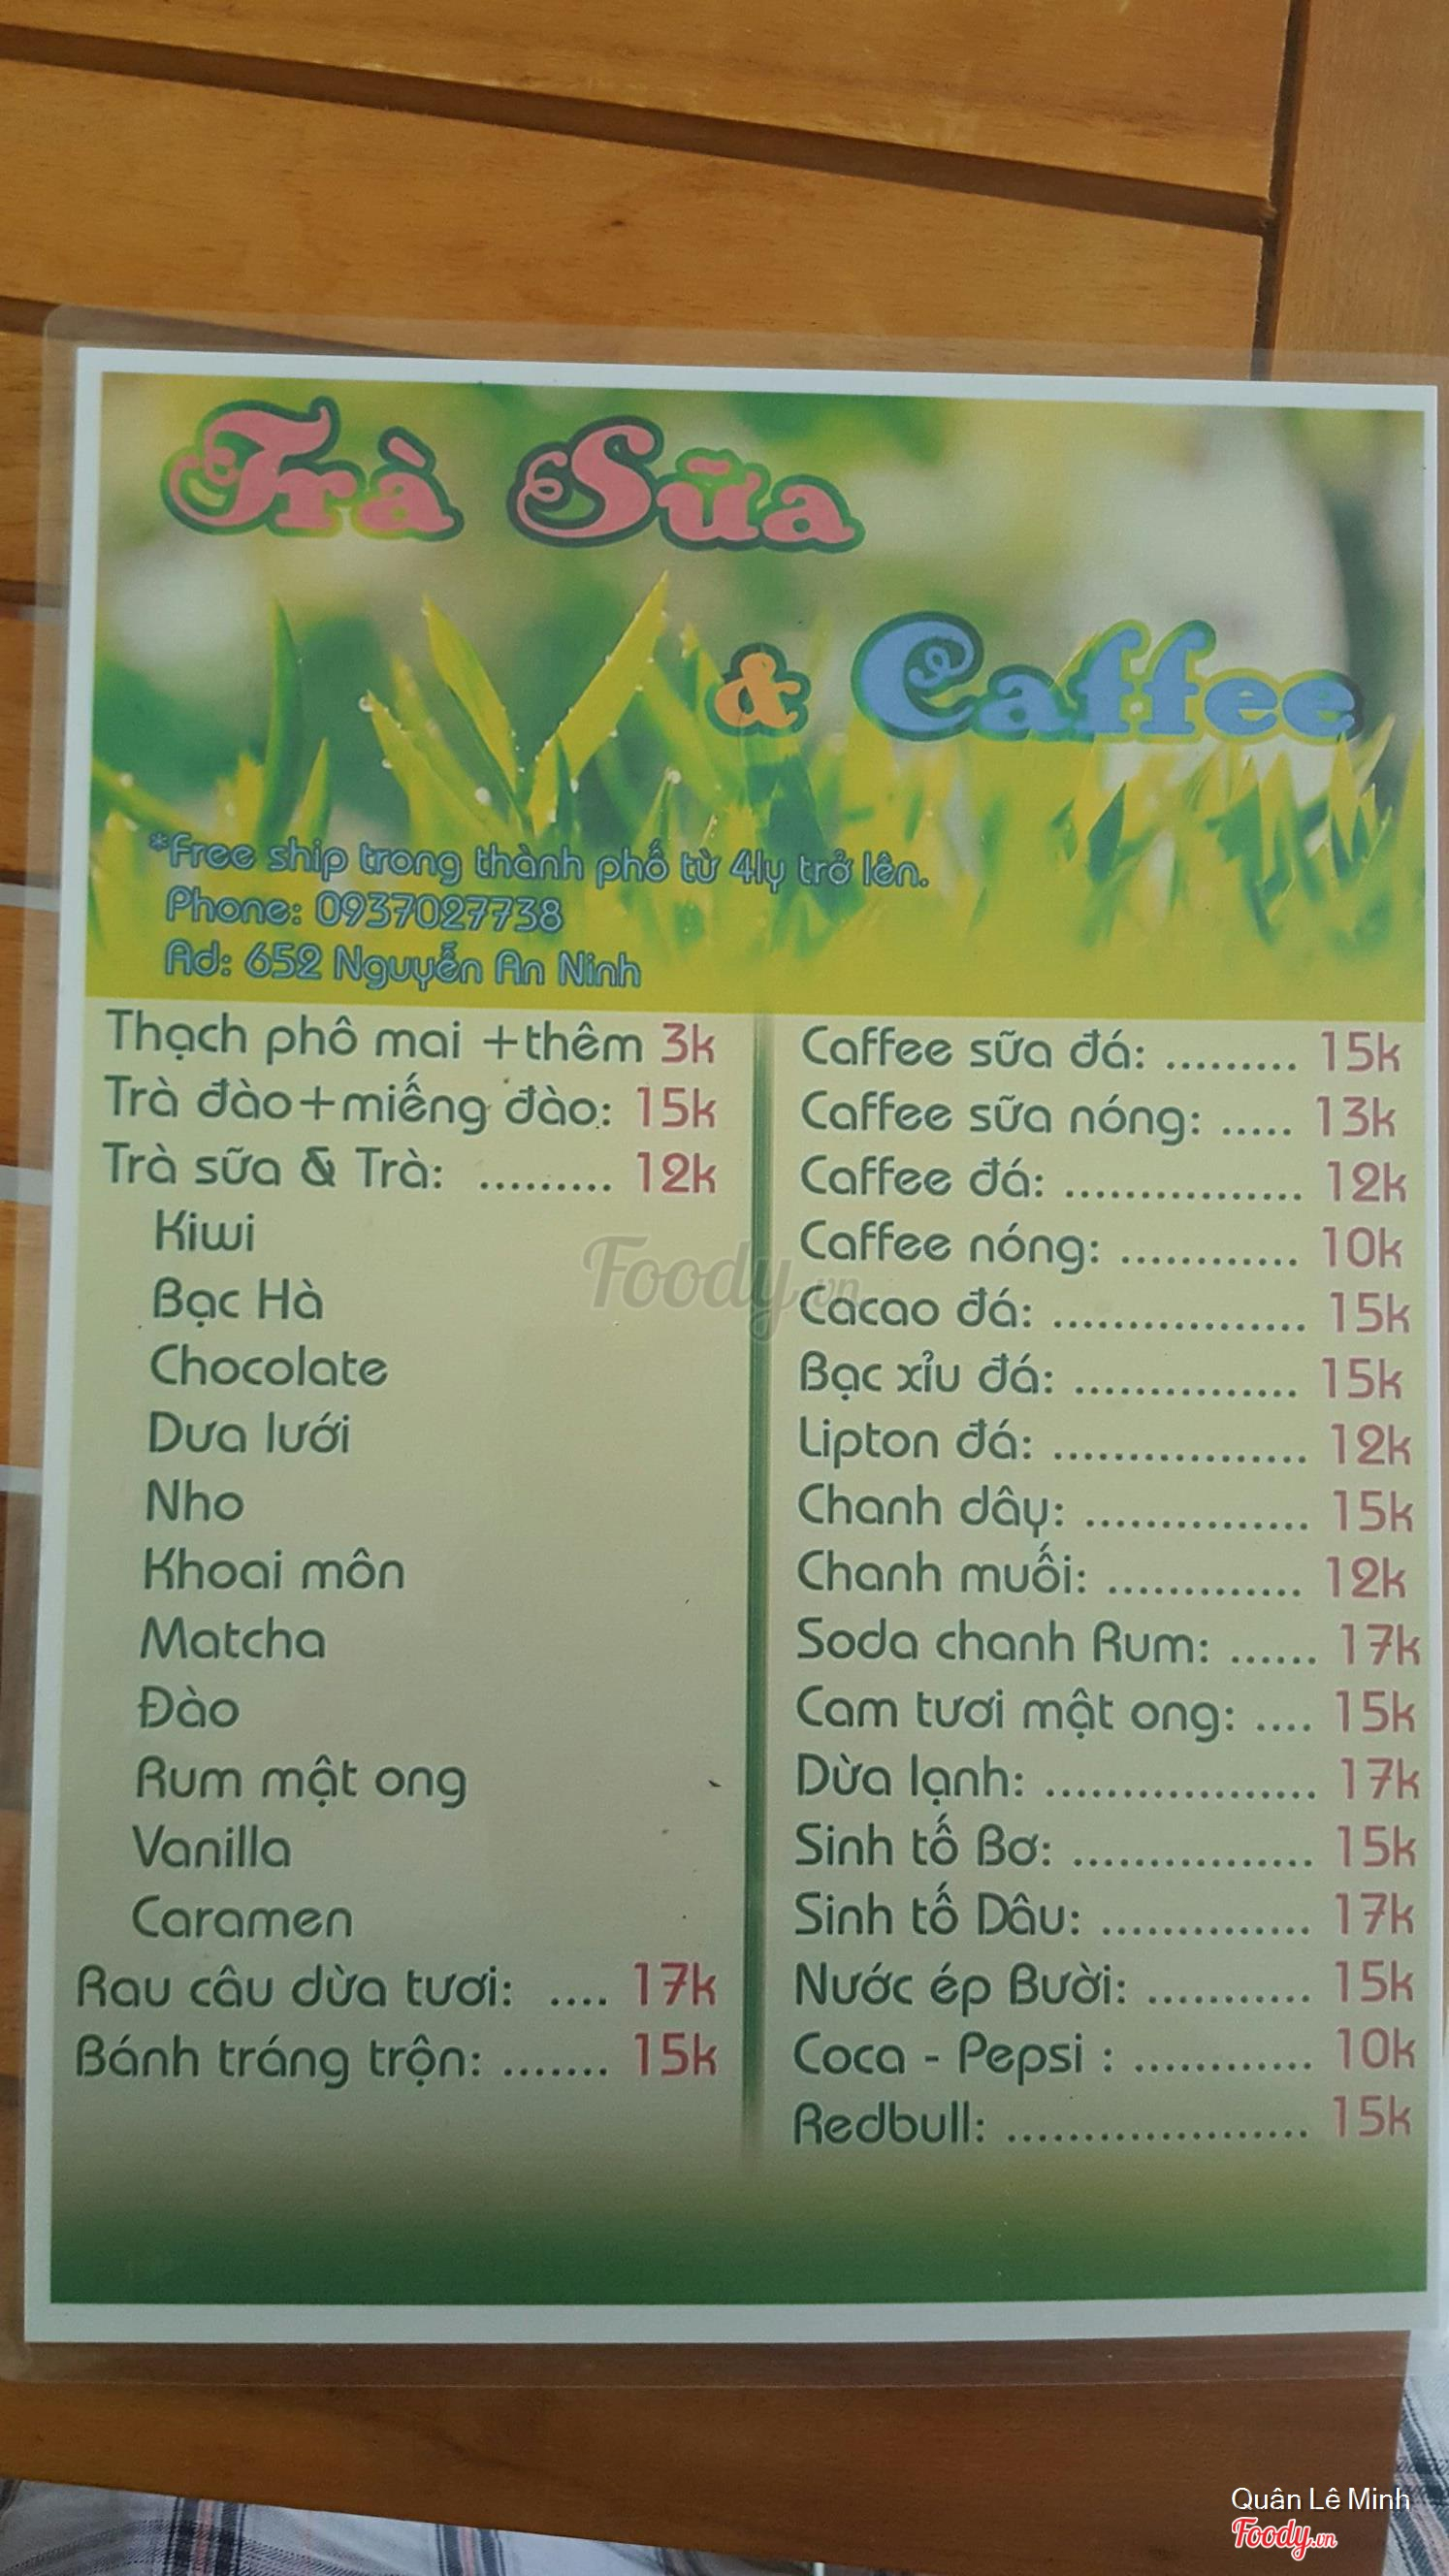 Trà Sữa
& Caffee
*Free ship trong thành phố từ 4ly trở lên.
Phone: 0937027738
Ad: 652 Nguyễn An Ninh
Thạch phô mai +thêm 3k
Trà đào+miếng đào: 15k
Trà sữa & Trà: ......... 12k
Kiwi
Bạc Hà
Chocolate
Dưa lưới
Nho
Khoai môn
Matcha
Đào
Rum mật ong
Vanilla
Caramen
Rau câu dừa tươi: .... 17k
Bánh tráng trộn: ....... 15k
Caffee sữa đá: ......... 15k
Caffee sữa nóng: ..... 13k
Caffee đá: ................ 12k
Caffee nóng: ............ 10k
Cacao đá: ................. 15k
Bạc xỉu đá: ............... 15k
Lipton đá: ................. 12k
Chanh dây: ............... 15k
Chanh muối: ............. 12k
Soda chanh Rum: ...... 17k
Cam tươi mật ong: .... 15k
Dừa lạnh: .................. 17k
Sinh tố Bơ: ................ 15k
Sinh tố Dâu: .............. 17k
Nước ép Bười: ........... 15k
Coca - Pepsi : ............ 10k
Redbull: .................... 15k
Foody.vn
Quân Lê Minh
Foody.vn